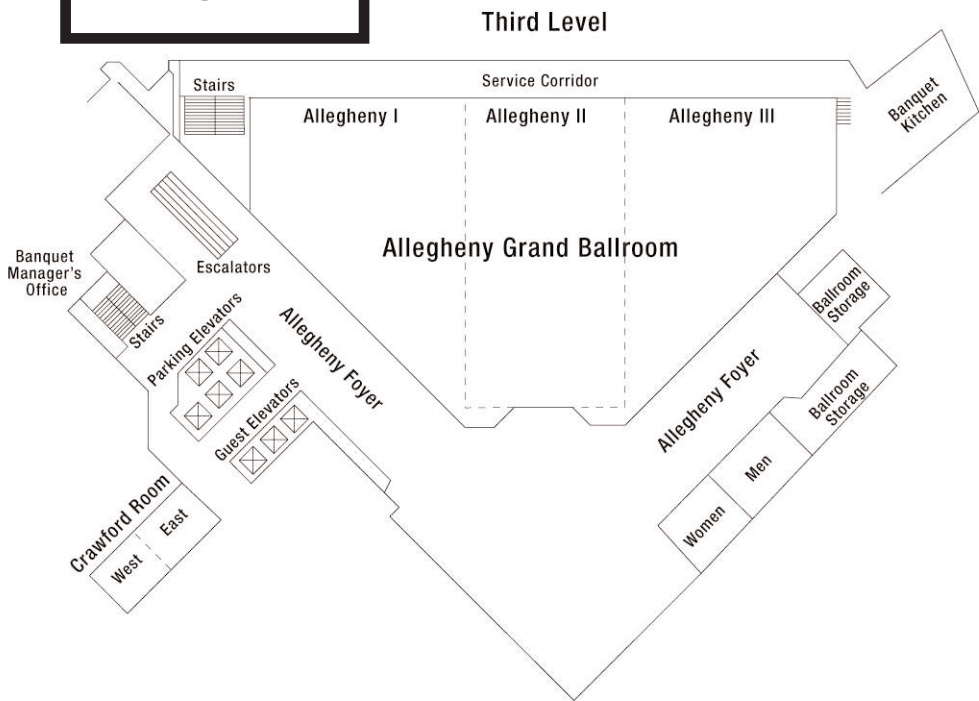 Third Level
Stairs
Service Corridor
Banquet
Kitchen
Allegheny I
Allegheny II
Allegheny III
Allegheny Grand Ballroom
Banquet
Manager's
Office
Escalators
Stairs
Parking Elevators
Allegheny Foyer
Guest Elevators
Ballroom
Storage
Allegheny Foyer
Ballroom
Storage
Men
Women
Crawford Room
East
West